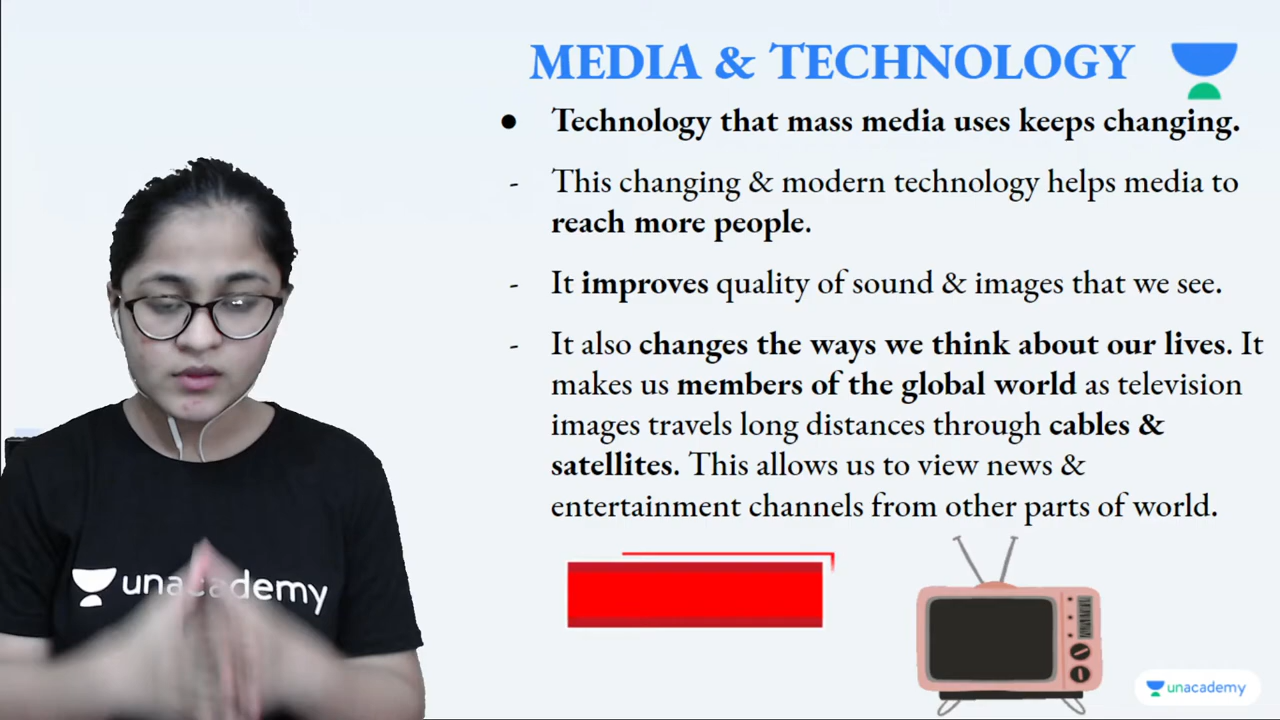 MEDIA & TECHNOLOGY
● Technology that mass media uses keeps changing.
- This changing & modern technology helps media to
reach more people.
- It improves quality of sound & images that we see.
- It also changes the ways we think about our lives. It
makes us members of the global world as television
images travels long distances through cables &
satellites. This allows us to view news &
entertainment channels from other parts of world.
unacademy
unacademy